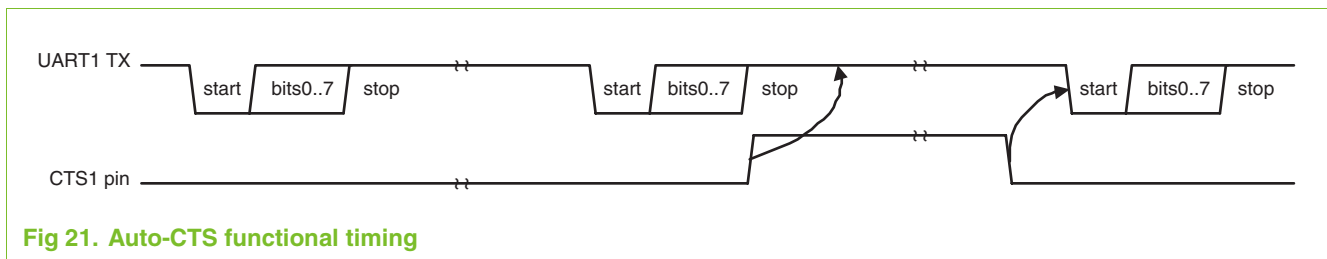 UART1 TX
start bits0..7 stop start bits0..7 stop start bits0..7 stop
CTS1 pin
Fig 21. Auto-CTS functional timing